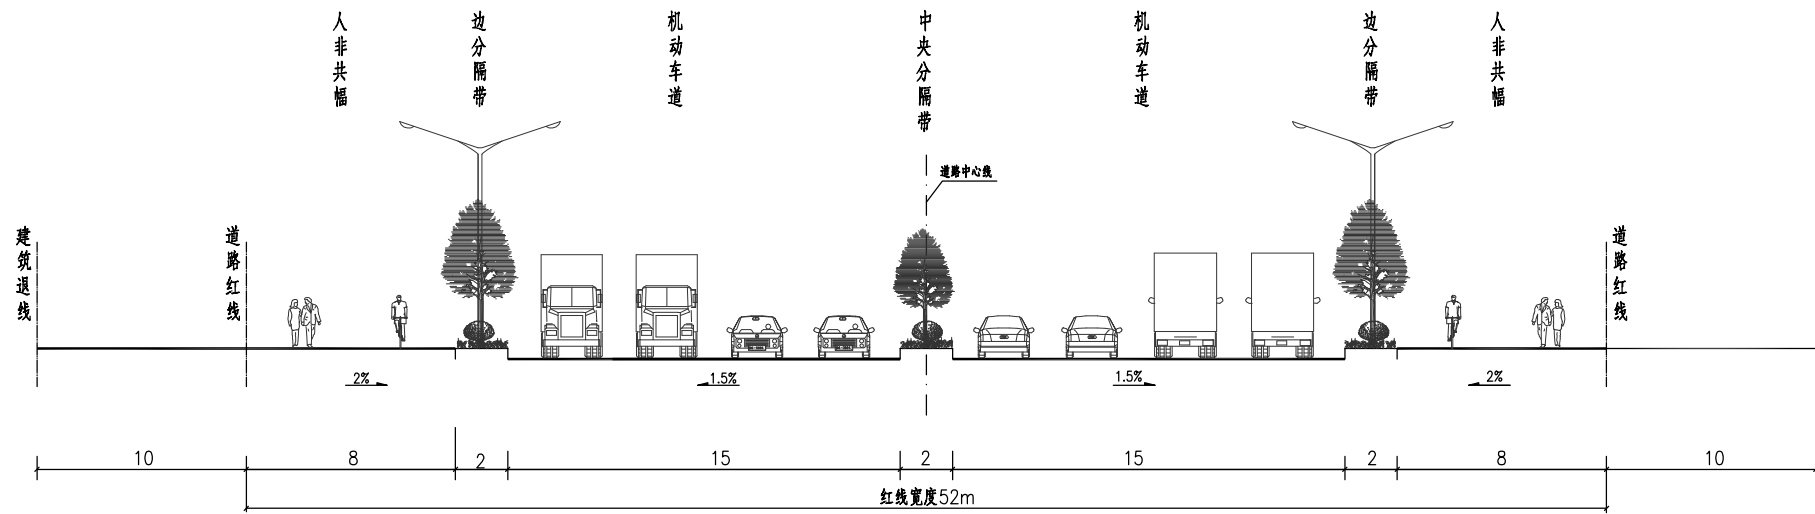 人非共幅
边分隔带
机动车道
中央分隔带
机动车道
边分隔带
人非共幅
道路中心线
建筑退线
道路红线
道路红线
2%
1.5%
1.5%
2%
10
8
2
15
2
15
2
8
10
红线宽度52m